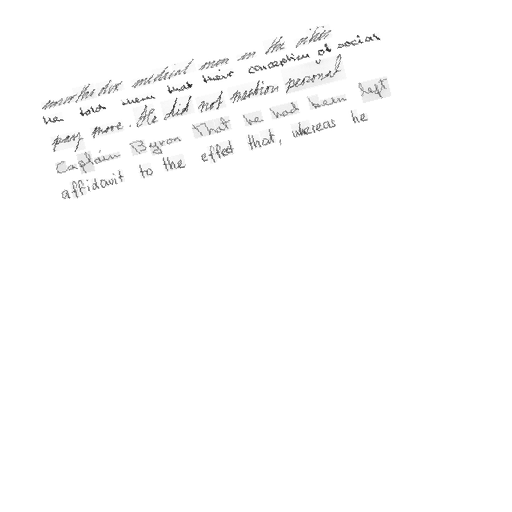 unorthodox medical men in the cities
he told them that their conception of social
pay more. He did not mention personal
Captain Byron that he had been left
affidavit to the effect that, whereas he